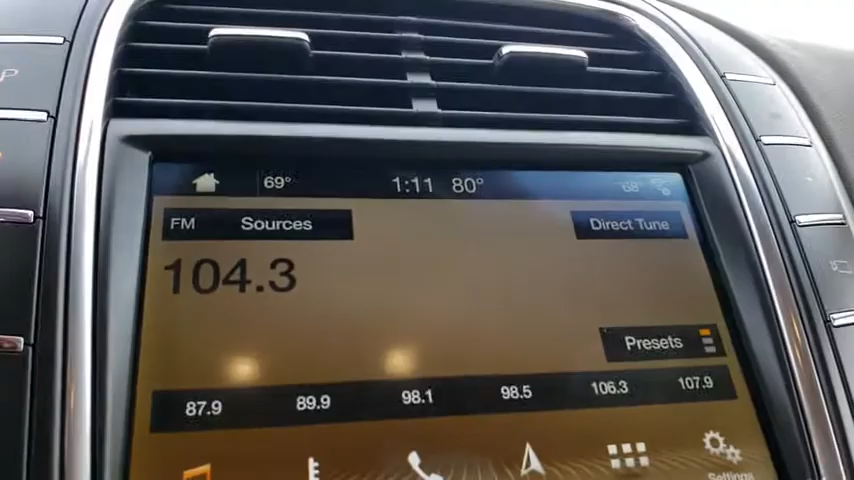 69° 1:11 80° 68°
FM Sources Direct Tune
104.3
Presets
87.9 89.9 98.1 98.5 106.3 107.9
Settings